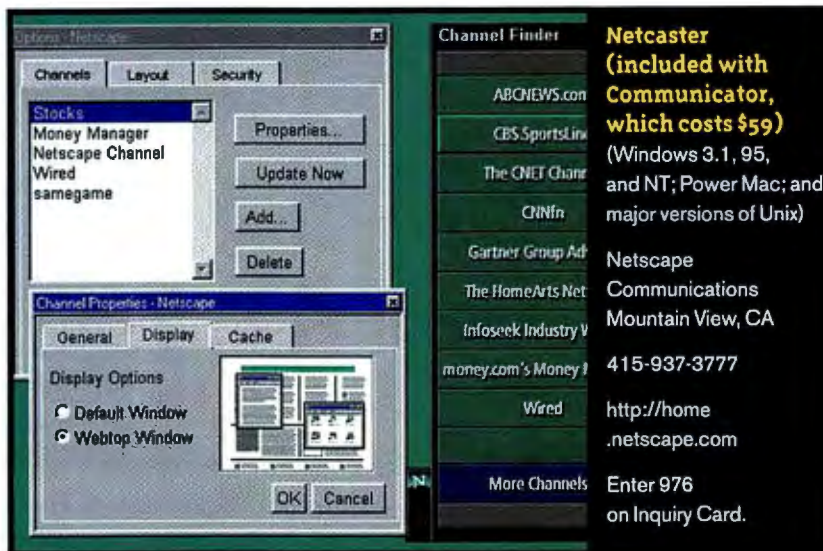 Options - Netscape
Channels
Layout
Security
Stocks
Money Manager
Netscape Channel
Wired
samegame
Properties...
Update Now
Add...
Delete
Channel Properties - Netscape
General
Display
Cache
Display Options
Default Window
Webtop Window
OK
Cancel
N
Channel Finder
ABCNEWS.com
CBS SportsLine
The CNET Chann
CNNfn
Gartner Group Ad
The HomeArts Net
Infoseek Industry
money.com's Money
Wired
More Channels
Netcaster
(included with
Communicator,
which costs $59)
(Windows 3.1, 95,
and NT; Power Mac; and
major versions of Unix)
Netscape
Communications
Mountain View, CA
415-937-3777
http://home
.netscape.com
Enter 976
on Inquiry Card.